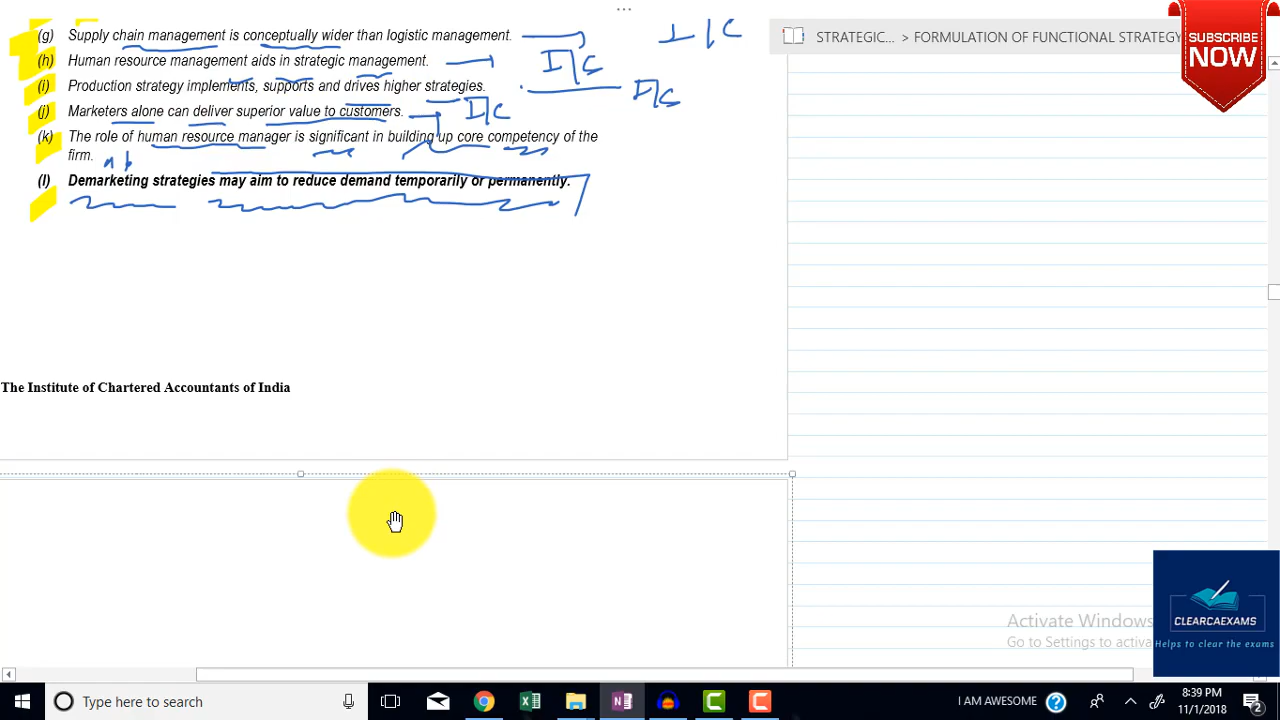 (g) Supply chain management is conceptually wider than logistic management.
I/C
STRATEGIC... > FORMULATION OF FUNCTIONAL STRATEGY
SUBSCRIBE
NOW
(h) Human resource management aids in strategic management.
I/C
(i) Production strategy implements, supports and drives higher strategies.
I/C
(j) Marketers alone can deliver superior value to customers.
I/C
(k) The role of human resource manager is significant in building up core competency of the
firm.
(l) Demarketing strategies may aim to reduce demand temporarily or permanently.
The Institute of Chartered Accountants of India
Activate Windows
Go to Settings to activa
CLEARCAEXAMS
Helps to clear the exams
Type here to search
I AM AWESOME
8:39 PM
11/1/2018
2